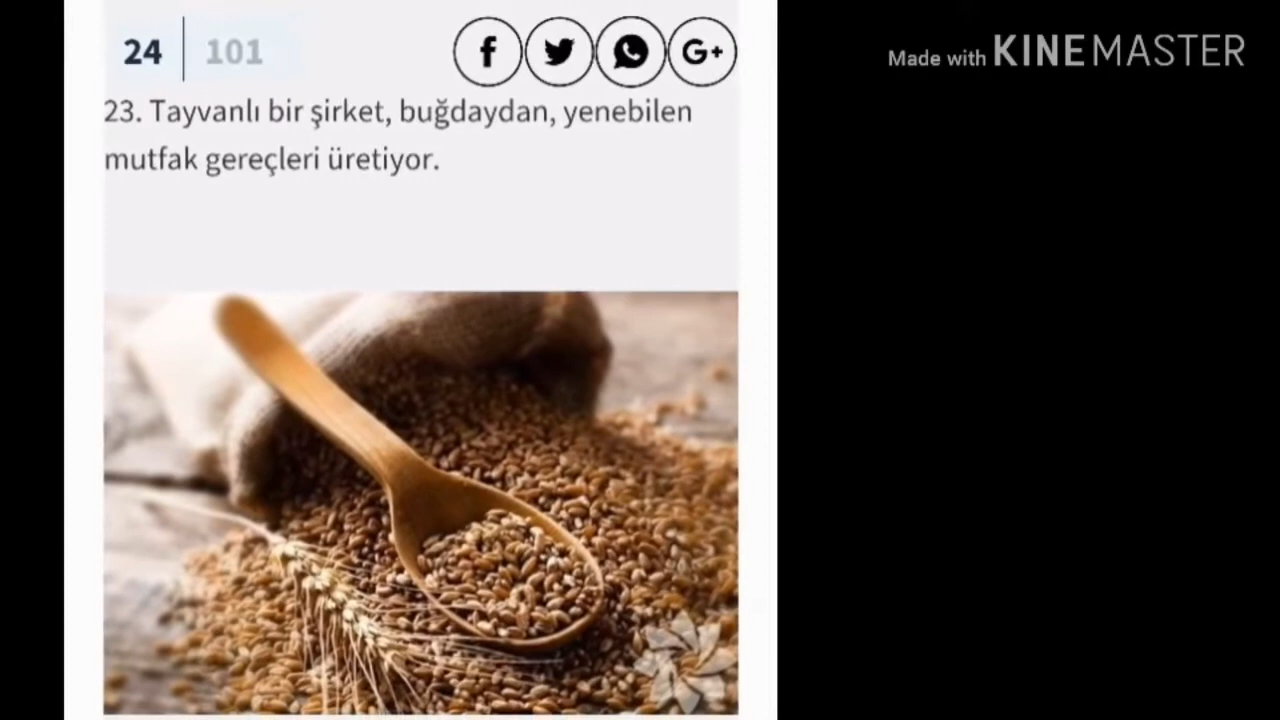 24 101
Made with KINEMASTER
23. Tayvanlı bir şirket, buğdaydan, yenebilen
mutfak gereçleri üretiyor.